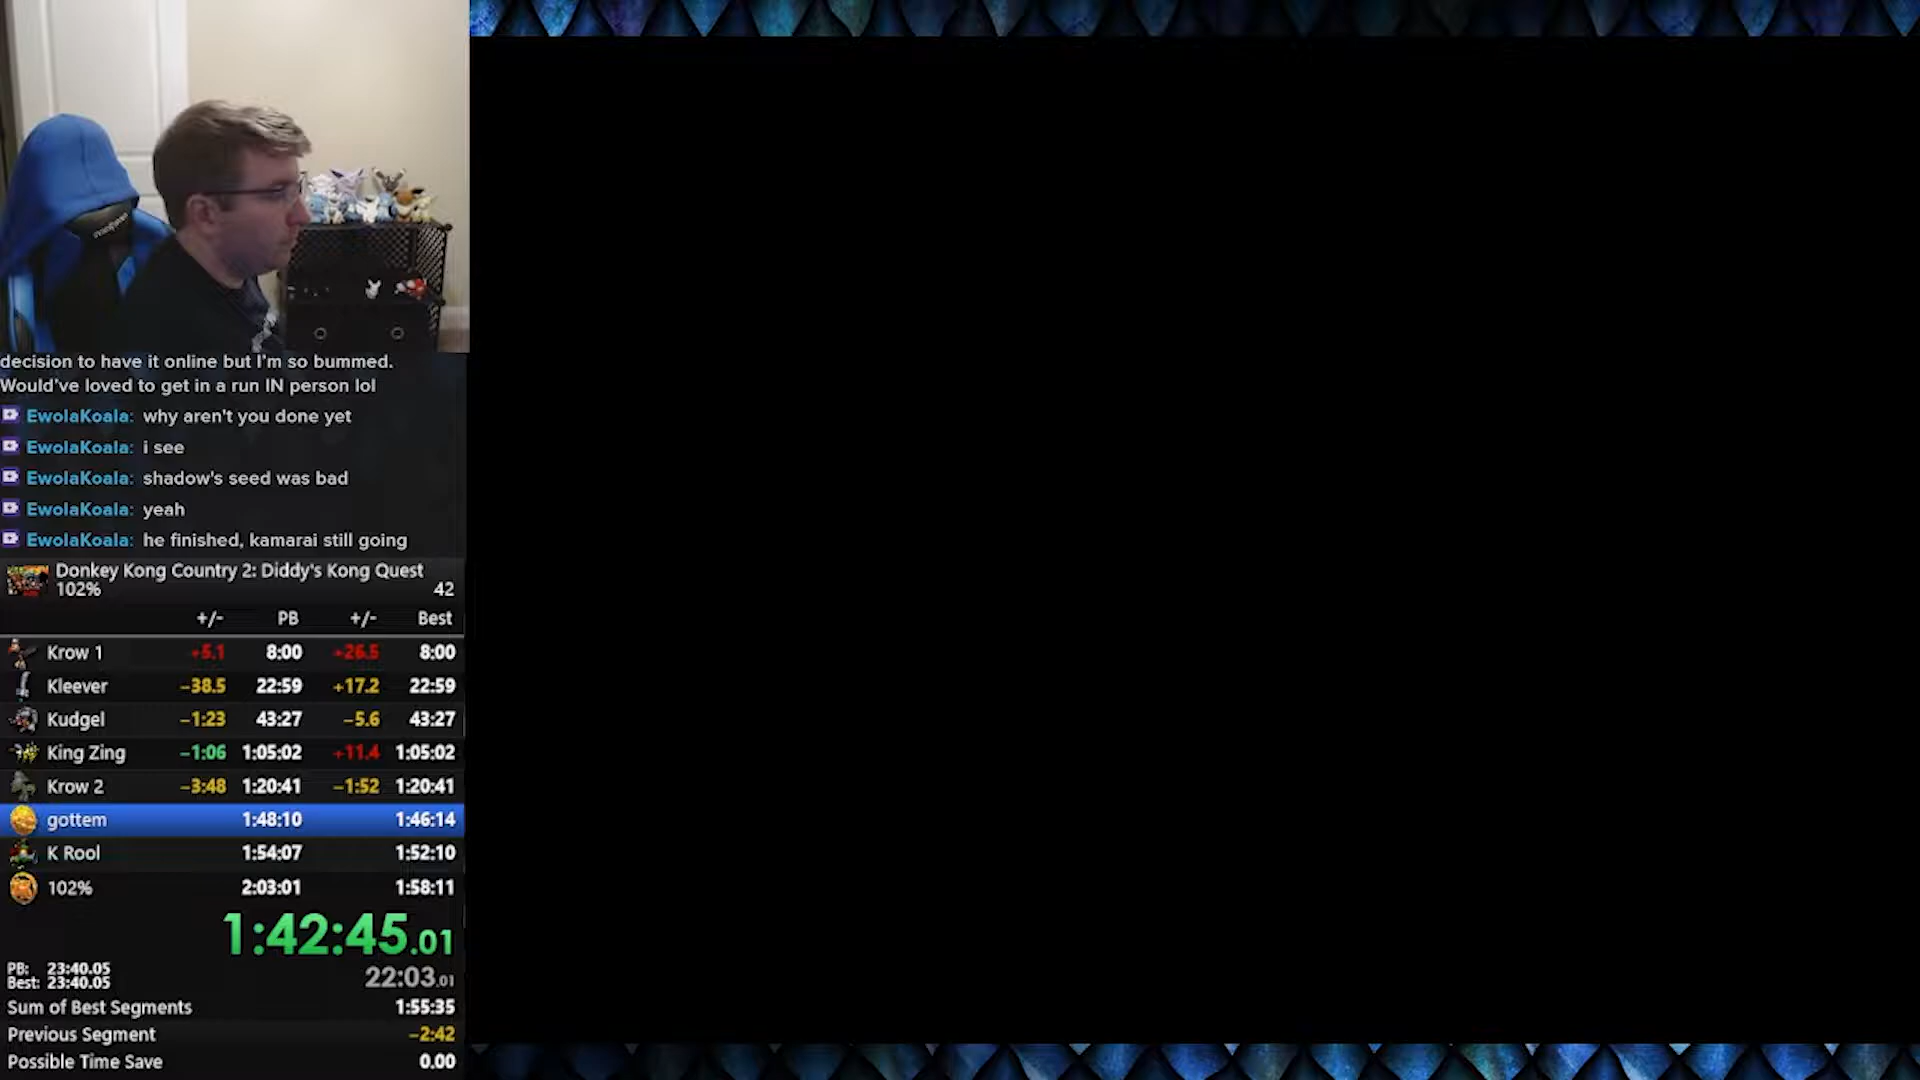 decision to have it online but I'm so bummed.
Would've loved to get in a run IN person lol
EwolaKoala: why aren't you done yet
EwolaKoala: i see
EwolaKoala: shadow's seed was bad
EwolaKoala: yeah
EwolaKoala: he finished, kamarai still going
Donkey Kong Country 2: Diddy's Kong Quest
102% 42
+/- PB +/- Best
Krow 1 +5.1 8:00 +26.5 8:00
Kleever −38.5 22:59 +17.2 22:59
Kudgel −1:23 43:27 −5.6 43:27
King Zing −1:06 1:05:02 +11.4 1:05:02
Krow 2 −3:48 1:20:41 −1:52 1:20:41
gottem 1:48:10 1:46:14
K Rool 1:54:07 1:52:10
102% 2:03:01 1:58:11
1:42:45.01
PB: 23:40.05
Best: 23:40.05
22:03.01
Sum of Best Segments 1:55:35
Previous Segment −2:42
Possible Time Save 0.00